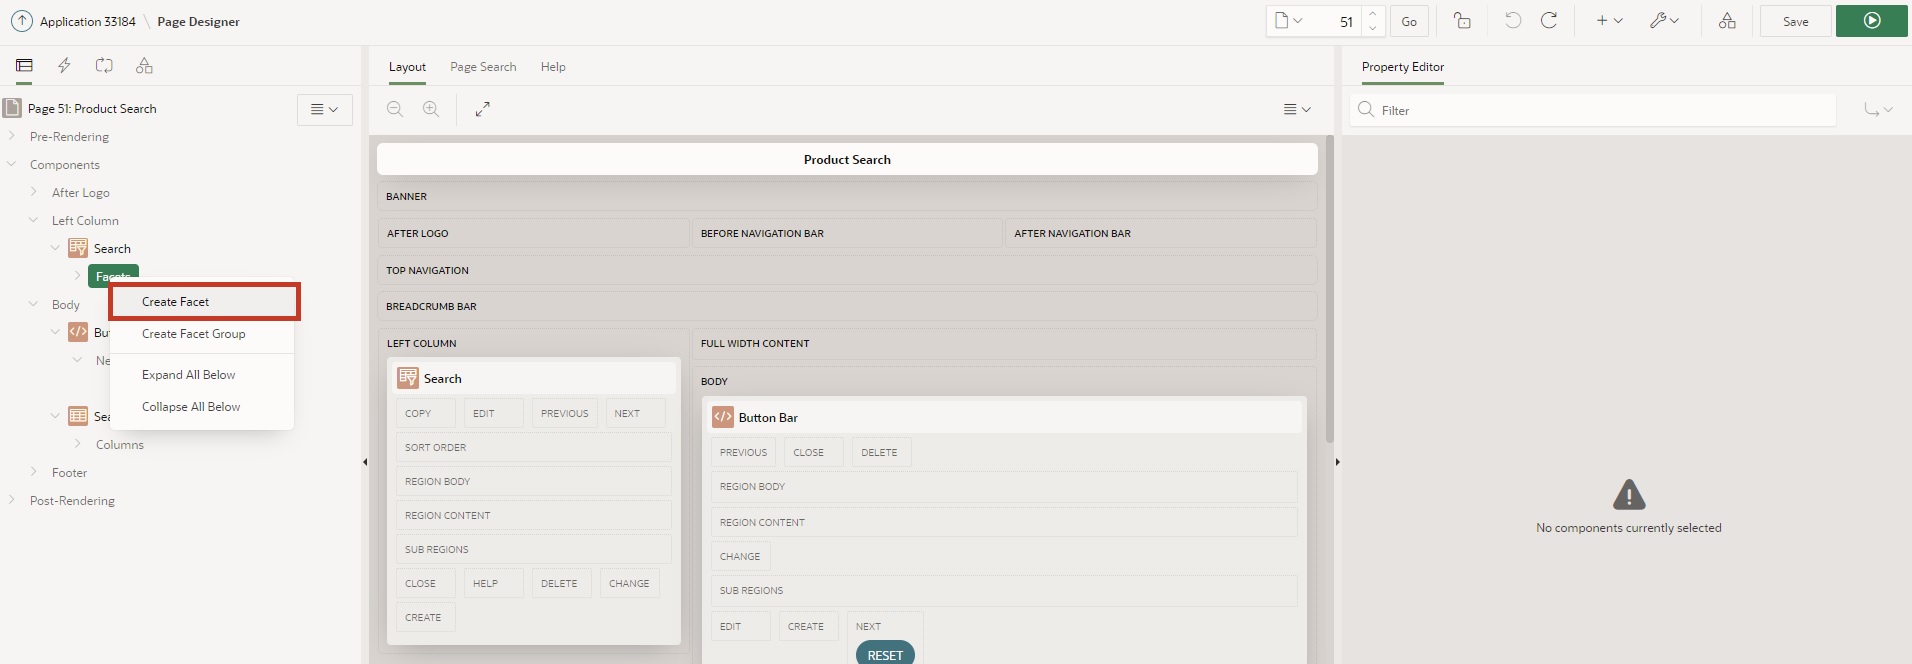 Application 33184 \ Page Designer
51
Go
Save
Page 51: Product Search
Pre-Rendering
Components
After Logo
Left Column
Search
Facets
Create Facet
Create Facet Group
Expand All Below
Collapse All Below
Body
Columns
Footer
Post-Rendering
Layout Page Search Help
Product Search
BANNER
AFTER LOGO BEFORE NAVIGATION BAR AFTER NAVIGATION BAR
TOP NAVIGATION
BREADCRUMB BAR
LEFT COLUMN
Search
COPY EDIT PREVIOUS NEXT
SORT ORDER
REGION BODY
REGION CONTENT
SUB REGIONS
CLOSE HELP DELETE CHANGE
CREATE
FULL WIDTH CONTENT
BODY
</> Button Bar
PREVIOUS CLOSE DELETE
REGION BODY
REGION CONTENT
CHANGE
SUB REGIONS
EDIT CREATE NEXT
RESET
Property Editor
Filter
No components currently selected